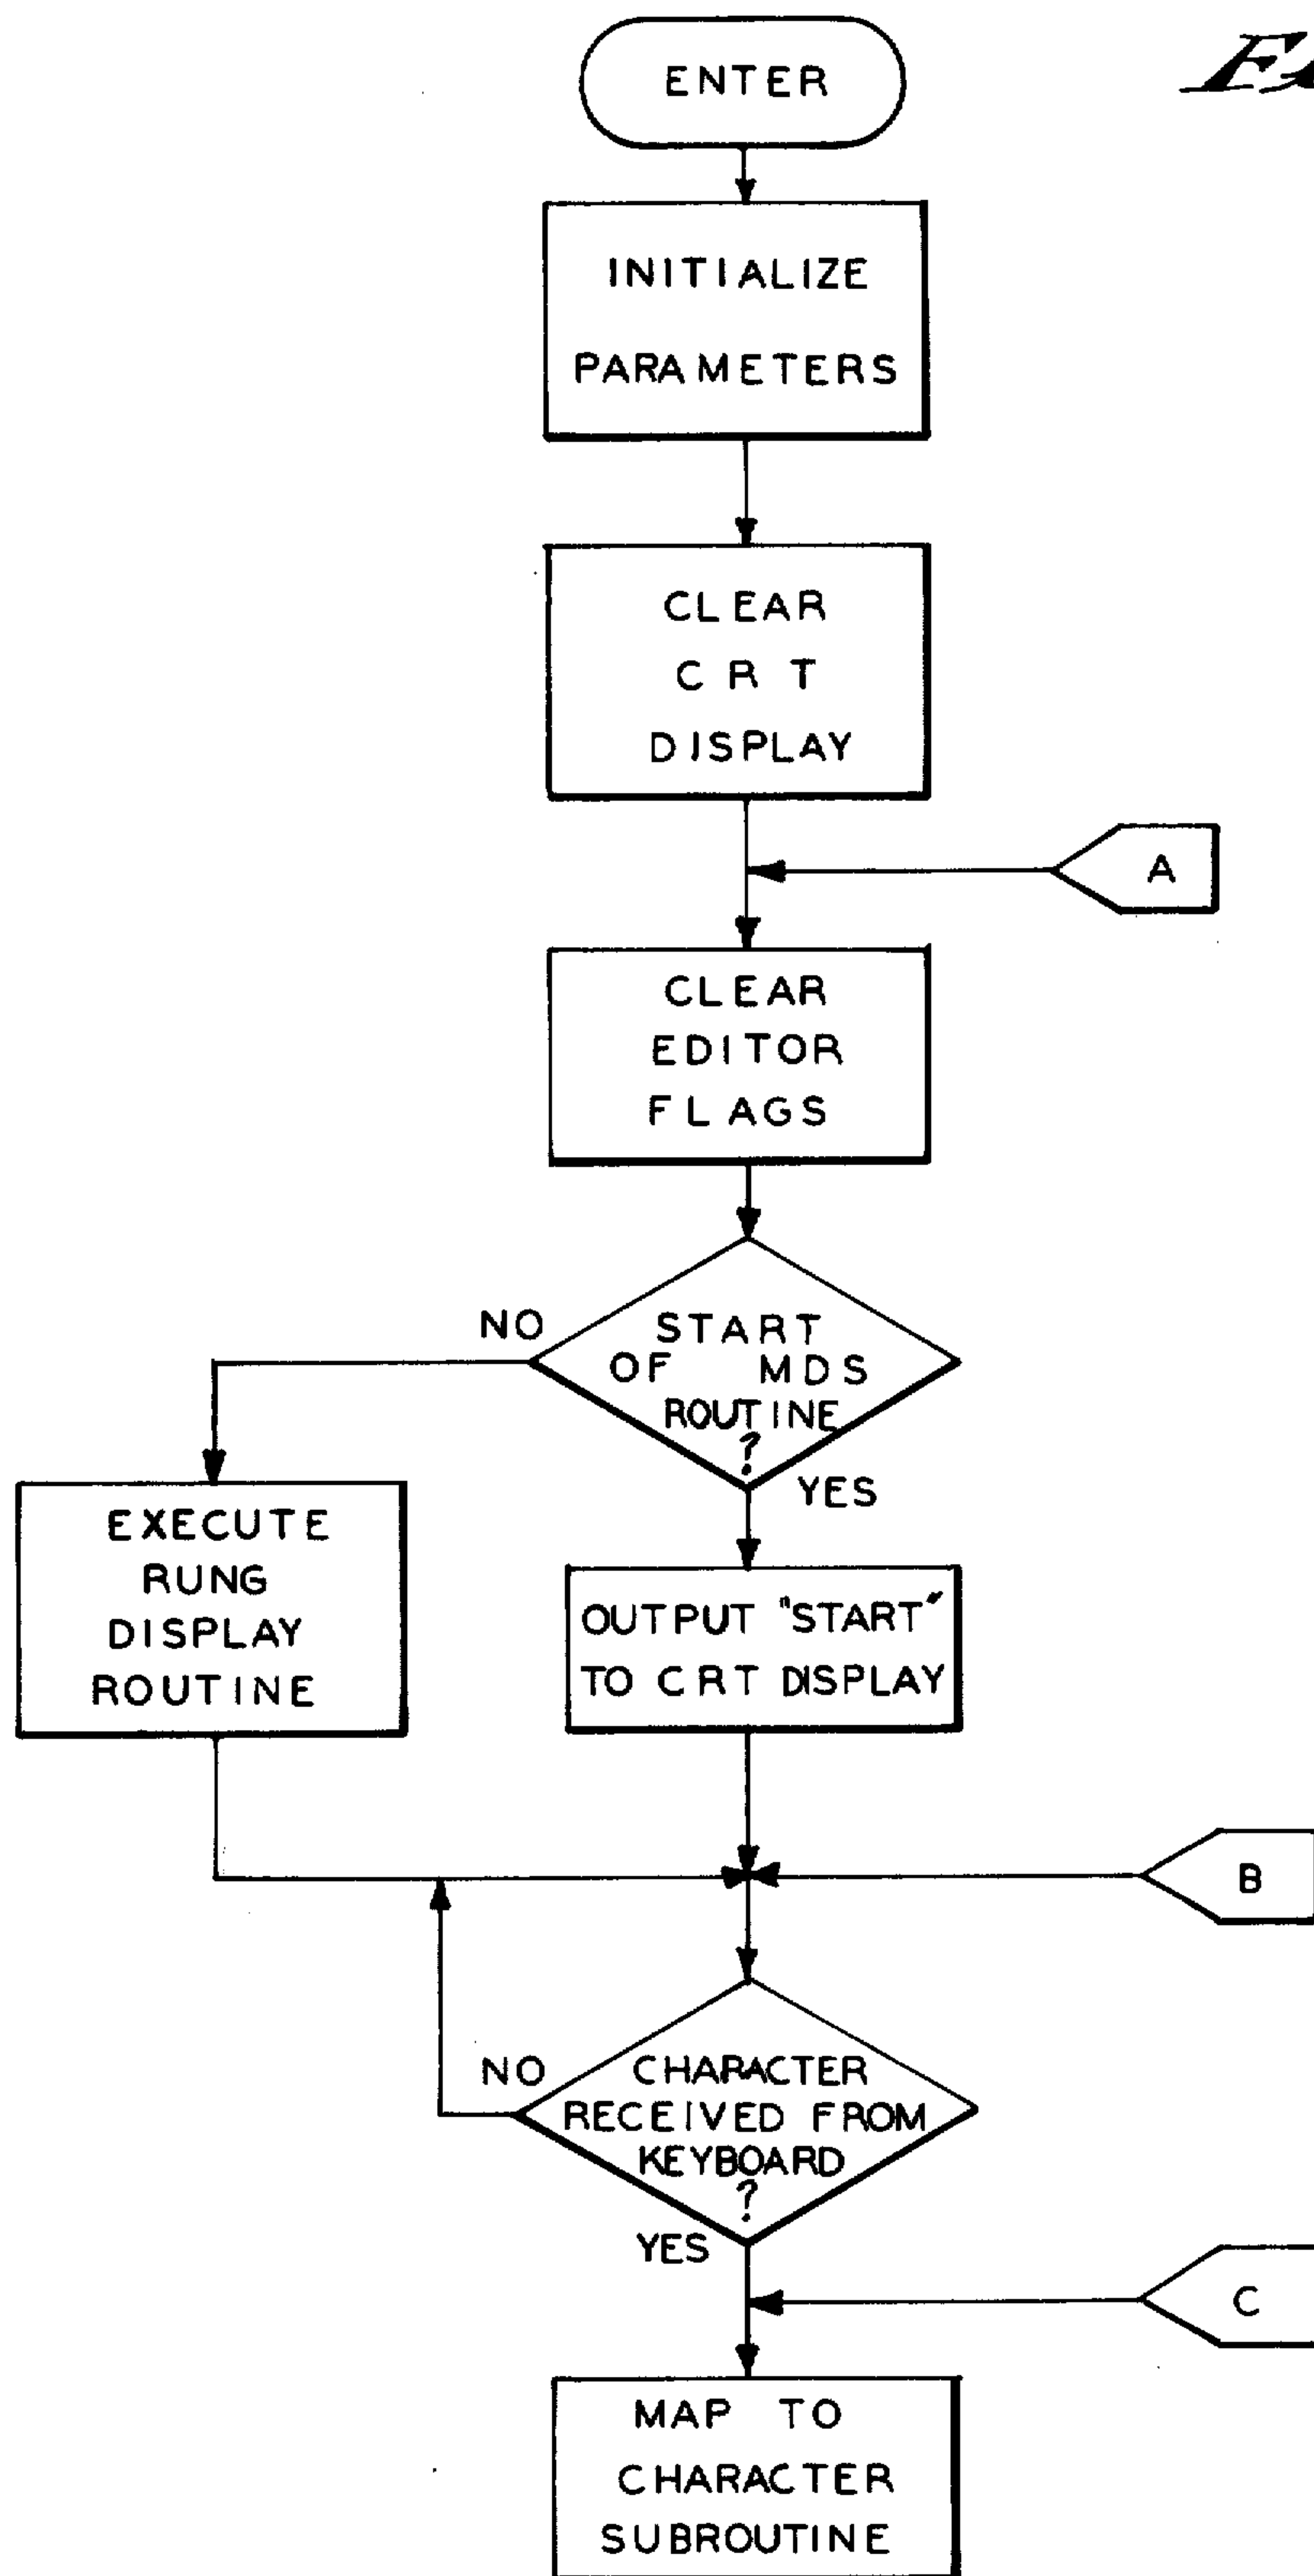 ENTER
INITIALIZE
PARAMETERS
CLEAR
CRT
DISPLAY
A
CLEAR
EDITOR
FLAGS
NO
START
OF MDS
ROUTINE
?
YES
EXECUTE
RUNG
DISPLAY
ROUTINE
OUTPUT "START"
TO CRT DISPLAY
B
NO
CHARACTER
RECEIVED FROM
KEYBOARD
?
YES
C
MAP TO
CHARACTER
SUBROUTINE